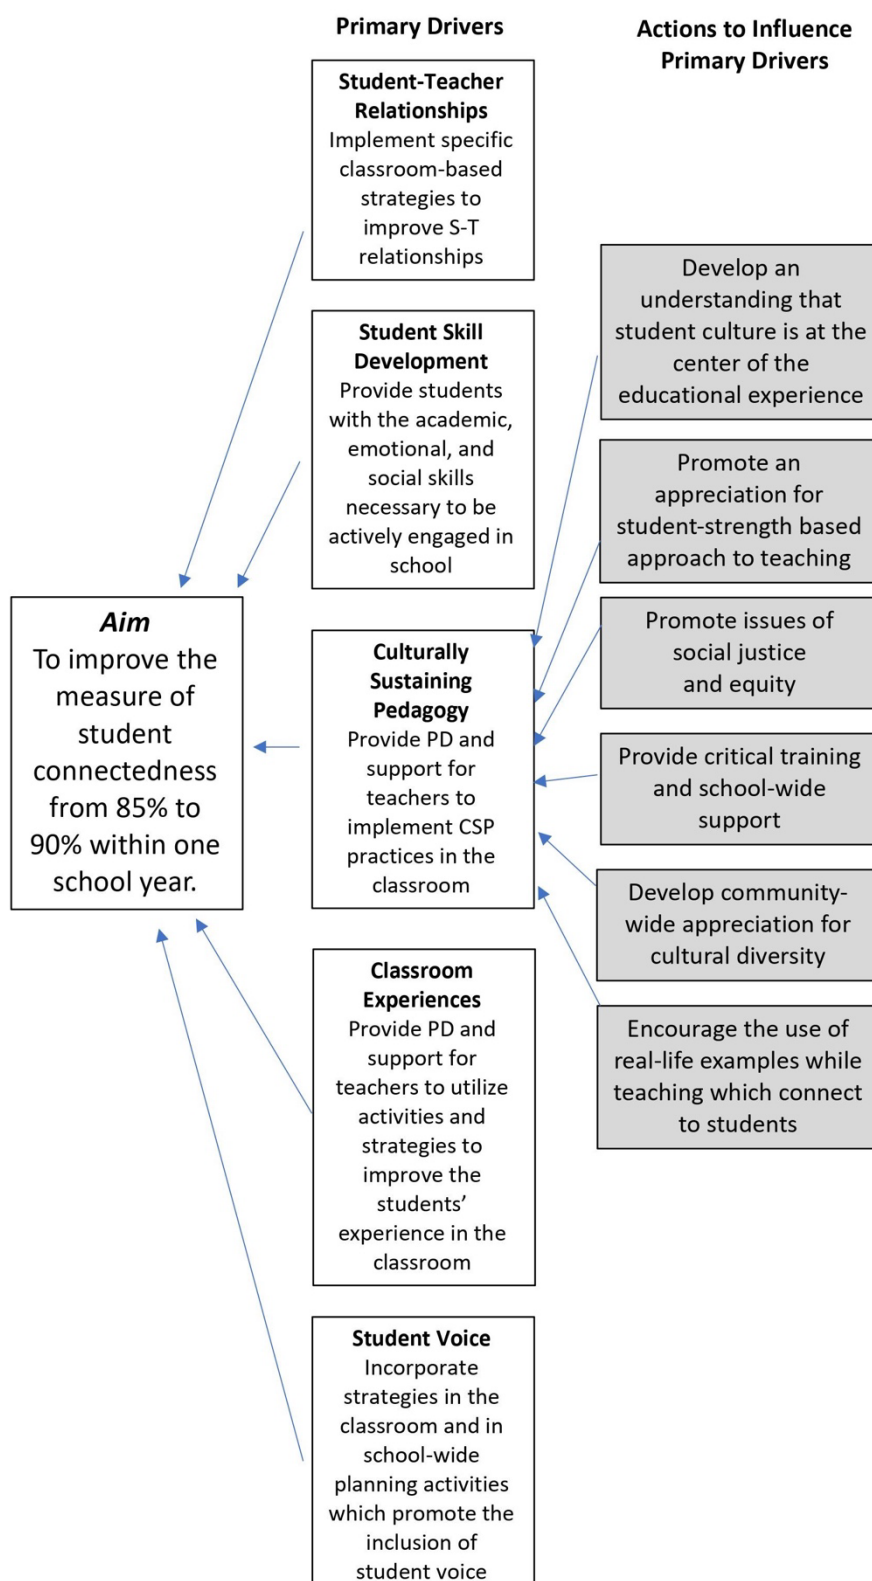 Primary Drivers
Student-Teacher
Relationships
Implement specific
classroom-based
strategies to
improve S-T
relationships
Student Skill
Development
Provide students
with the academic,
emotional, and
social skills
necessary to be
actively engaged in
school
Aim
To improve the
measure of
student
connectedness
from 85% to
90% within one
school year.
Culturally
Sustaining
Pedagogy
Provide PD and
support for
teachers to
implement CSP
practices in the
classroom
Classroom
Experiences
Provide PD and
support for
teachers to utilize
activities and
strategies to
improve the
students’
experience in the
classroom
Student Voice
Incorporate
strategies in the
classroom and in
school-wide
planning activities
which promote the
inclusion of
student voice
Actions to Influence
Primary Drivers
Develop an
understanding that
student culture is at the
center of the
educational experience
Promote an
appreciation for
student-strength based
approach to teaching
Promote issues of
social justice
and equity
Provide critical training
and school-wide
support
Develop community-
wide appreciation for
cultural diversity
Encourage the use of
real-life examples while
teaching which connect
to students